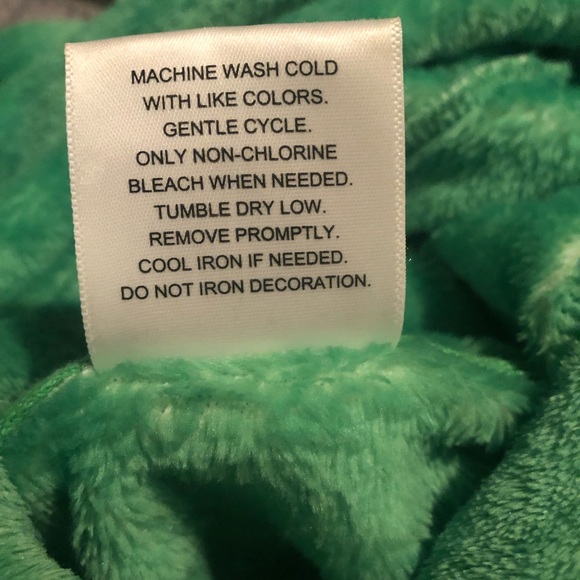 MACHINE WASH COLD
WITH LIKE COLORS.
GENTLE CYCLE.
ONLY NON-CHLORINE
BLEACH WHEN NEEDED.
TUMBLE DRY LOW.
REMOVE PROMPTLY.
COOL IRON IF NEEDED.
DO NOT IRON DECORATION.